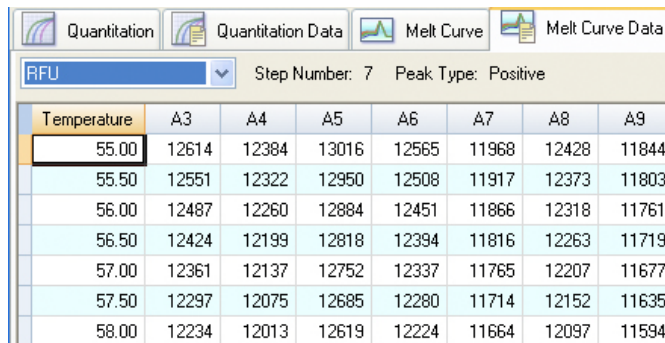 Quantitation Quantitation Data Melt Curve Melt Curve Data
RFU Step Number: 7 Peak Type: Positive
Temperature A3 A4 A5 A6 A7 A8 A9
55.00 12614 12384 13016 12565 11968 12428 11844
55.50 12551 12322 12950 12508 11917 12373 11803
56.00 12487 12260 12884 12451 11866 12318 11761
56.50 12424 12199 12818 12394 11816 12263 11719
57.00 12361 12137 12752 12337 11765 12207 11677
57.50 12297 12075 12685 12280 11714 12152 11635
58.00 12234 12013 12619 12224 11664 12097 11594